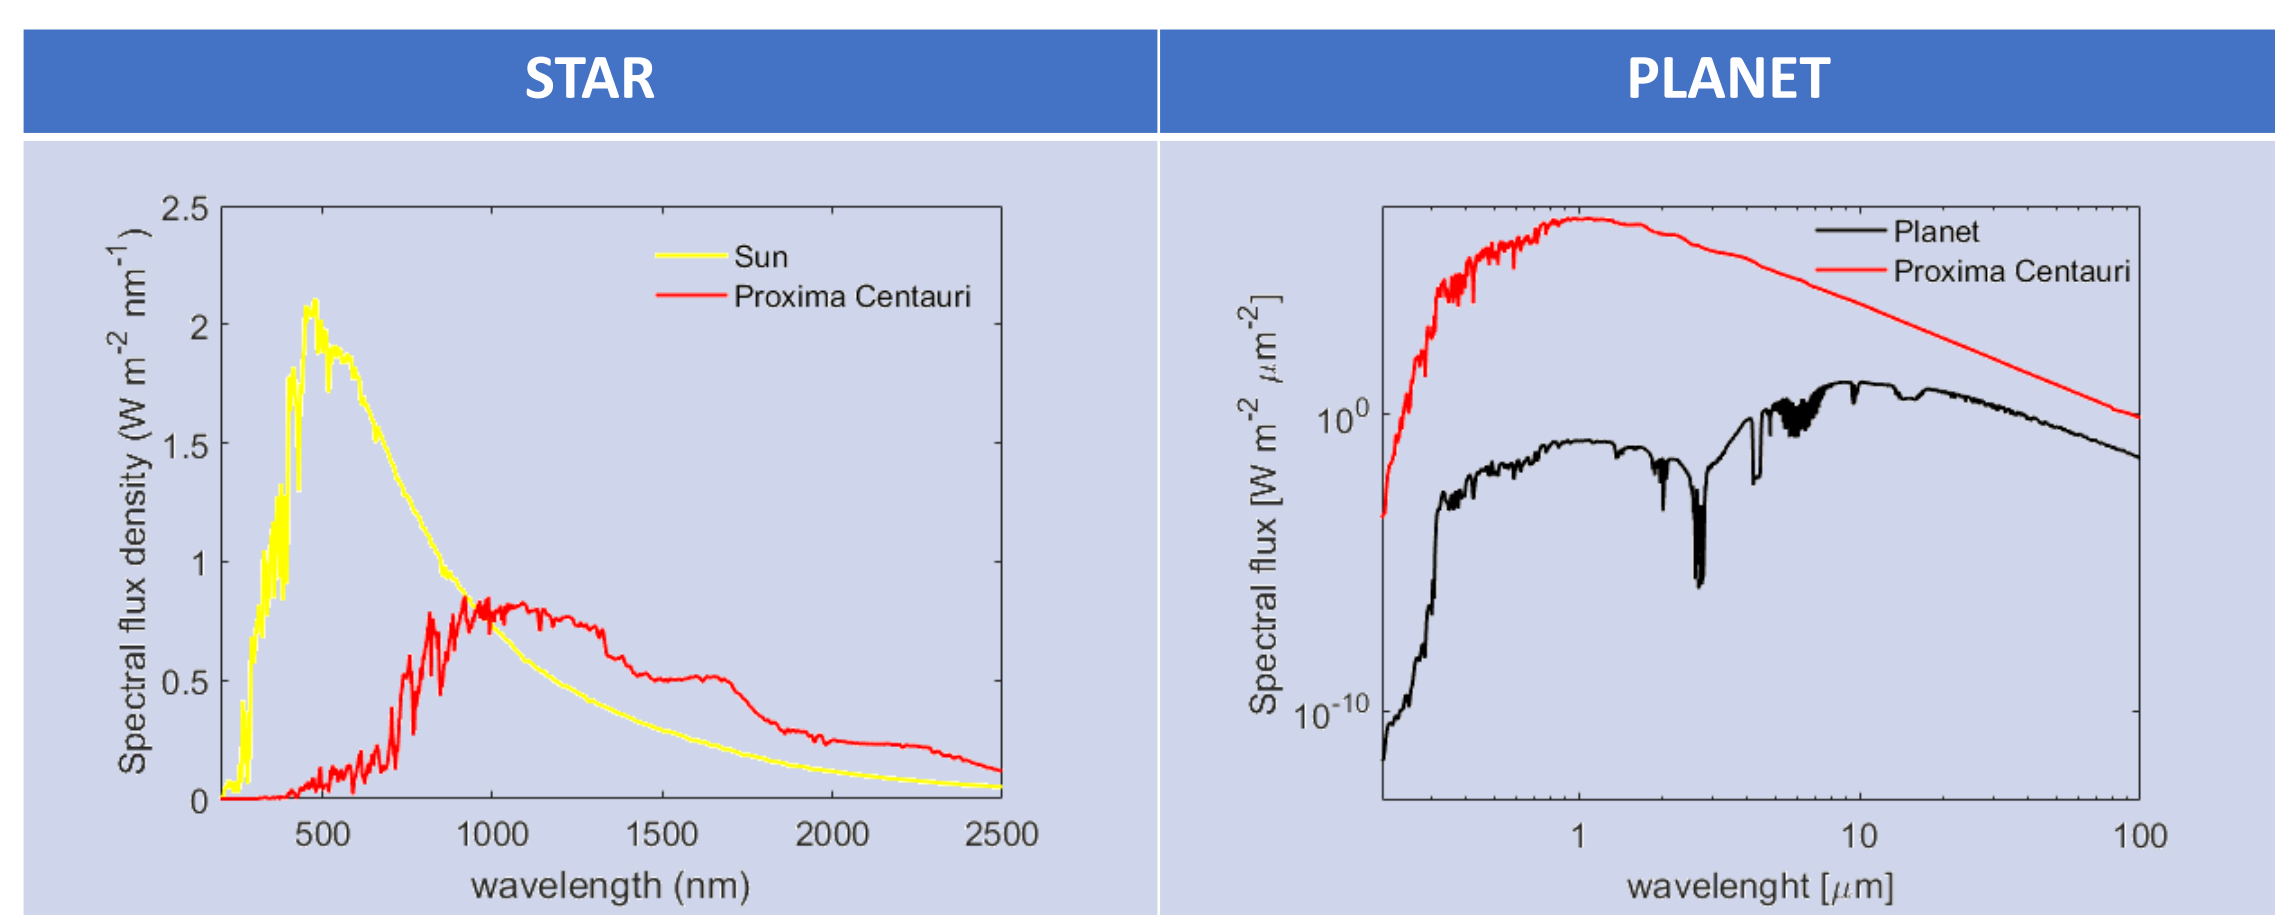 STAR
PLANET
2.5
2
1.5
1
0.5
0
500 1000 1500 2000 2500
Spectral flux density (W m⁻² nm⁻¹)
wavelength (nm)
Sun
Proxima Centauri
10⁰
10⁻¹⁰
1 10 100
Spectral flux [W m⁻² μm⁻²]
wavelenght [μm]
Planet
Proxima Centauri